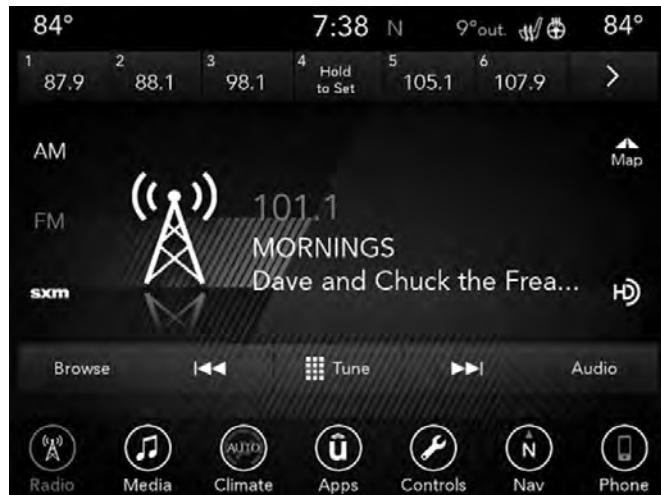 84° 7:38 N 9°out. 84°
1 87.9 2 88.1 3 98.1 4 Hold to Set 5 105.1 6 107.9 >
AM
Map
FM
101.1
MORNINGS
Dave and Chuck the Frea...
sxm
HD
Browse Tune Audio
AUTO û N
Radio Media Climate Apps Controls Nav Phone